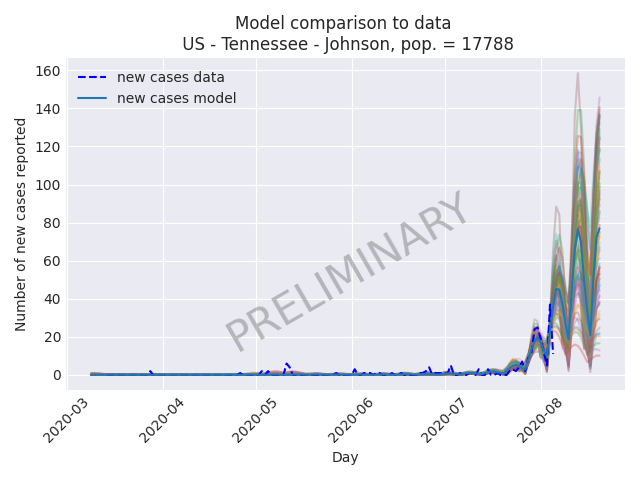 Model comparison to data
US - Tennessee - Johnson, pop. = 17788
new cases data
new cases model
PRELIMINARY
Number of new cases reported
160
140
120
100
80
60
40
20
0
2020-03
2020-04
2020-05
2020-06
2020-07
2020-08
Day